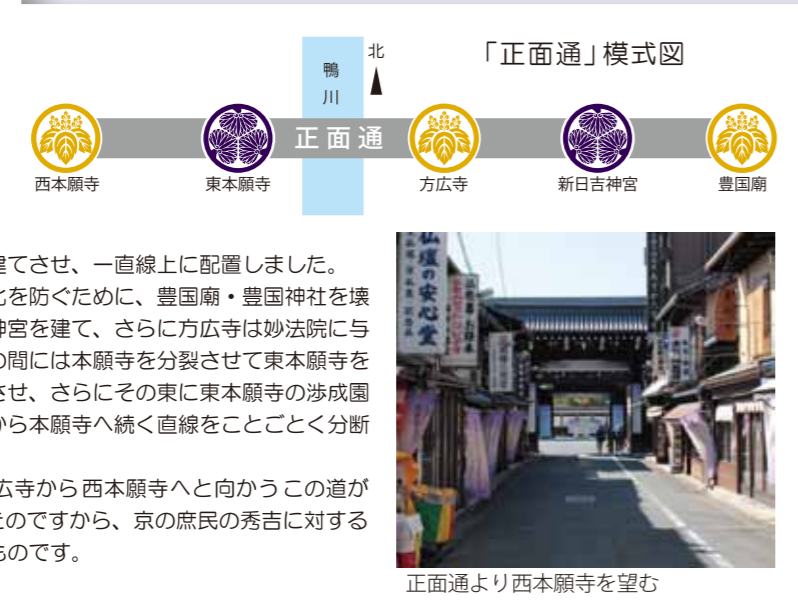 「正面通」模式図
北
鴨川
正面通
西本願寺
東本願寺
方広寺
新日吉神宮
豊国廟
建てさせ、一直線上に配置しました。
化を防ぐために、豊国廟・豊国神社を壊
神宮を建て、さらに方広寺は妙法院に与
の間には本願寺を分裂させて東本願寺を
させ、さらにその東に東本願寺の渉成園
から本願寺へ続く直線をことごとく分断
広寺から西本願寺へと向かうこの道が
たのですから、京の庶民の秀吉に対する
ものです。
仏壇の安心堂
正面通より西本願寺を望む